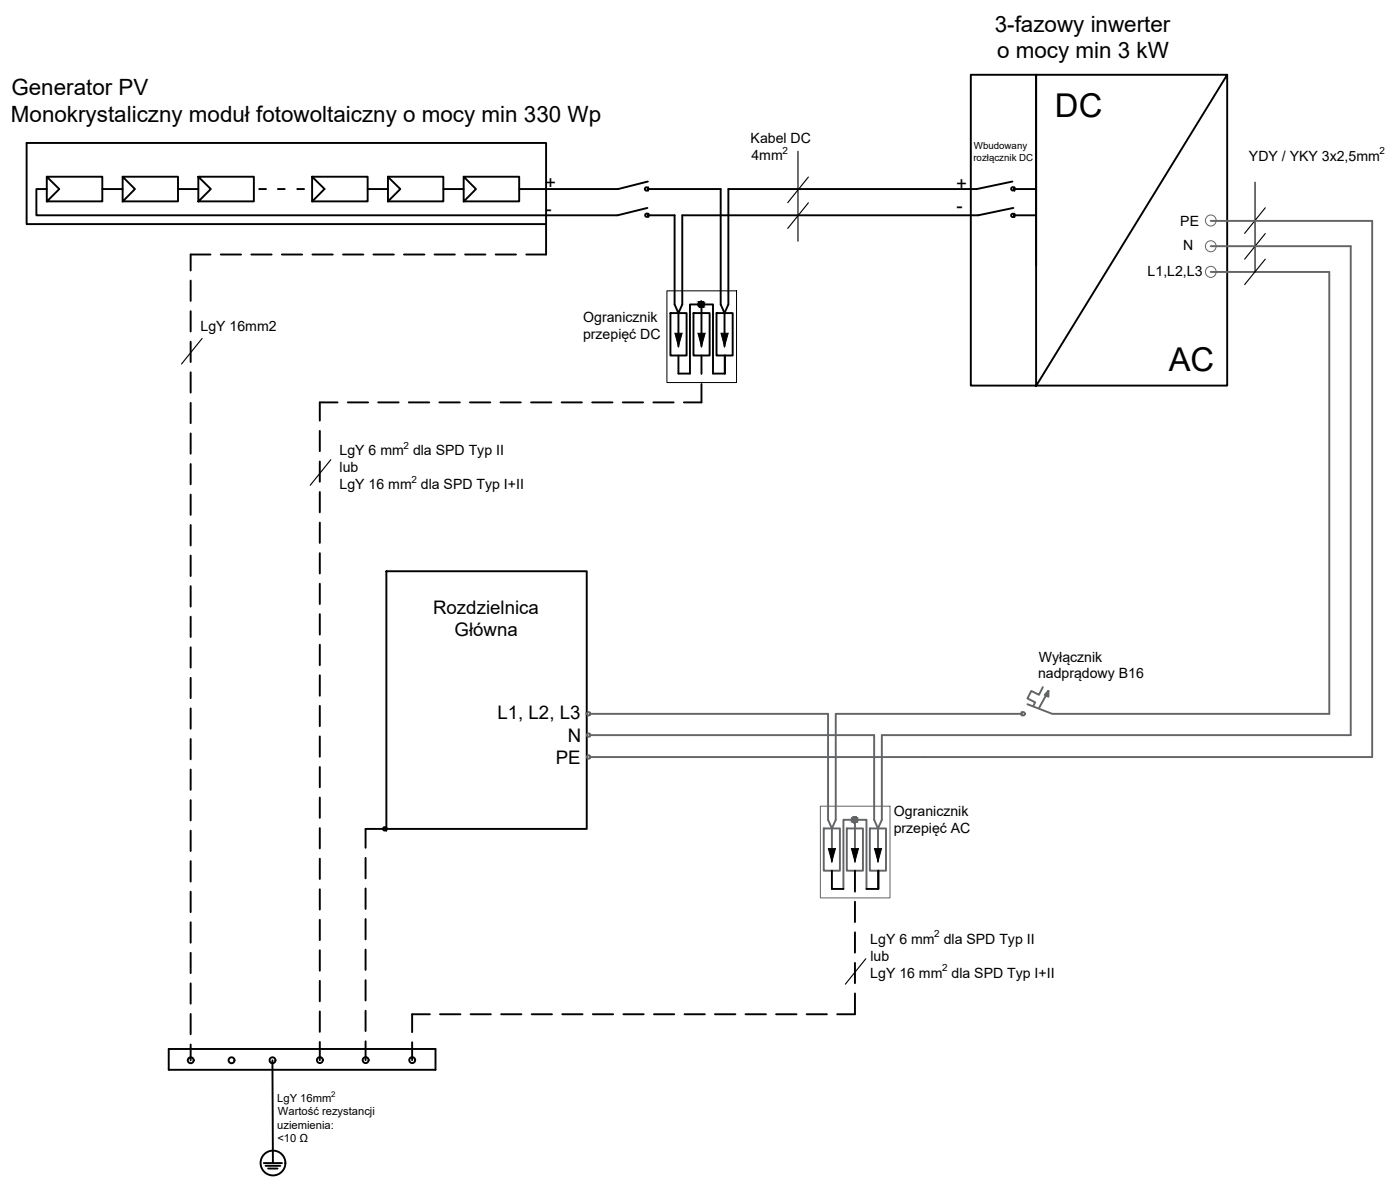 3-fazowy inwerter
o mocy min 3 kW
Generator PV
Monokrystaliczny moduł fotowoltaiczny o mocy min 330 Wp
DC
Kabel DC
4mm²
Wbudowany
rozłącznik DC
YDY / YKY 3x2,5mm²
+
-
+
-
PE
N
L1,L2,L3
AC
LgY 16mm2
Ogranicznik
przepięć DC
LgY 6 mm² dla SPD Typ II
lub
LgY 16 mm² dla SPD Typ I+II
Rozdzielnica
Główna
L1, L2, L3
N
PE
Wyłącznik
nadprądowy B16
Ogranicznik
przepięć AC
LgY 6 mm² dla SPD Typ II
lub
LgY 16 mm² dla SPD Typ I+II
LgY 16mm²
Wartość rezystancji
uziemienia:
<10 Ω